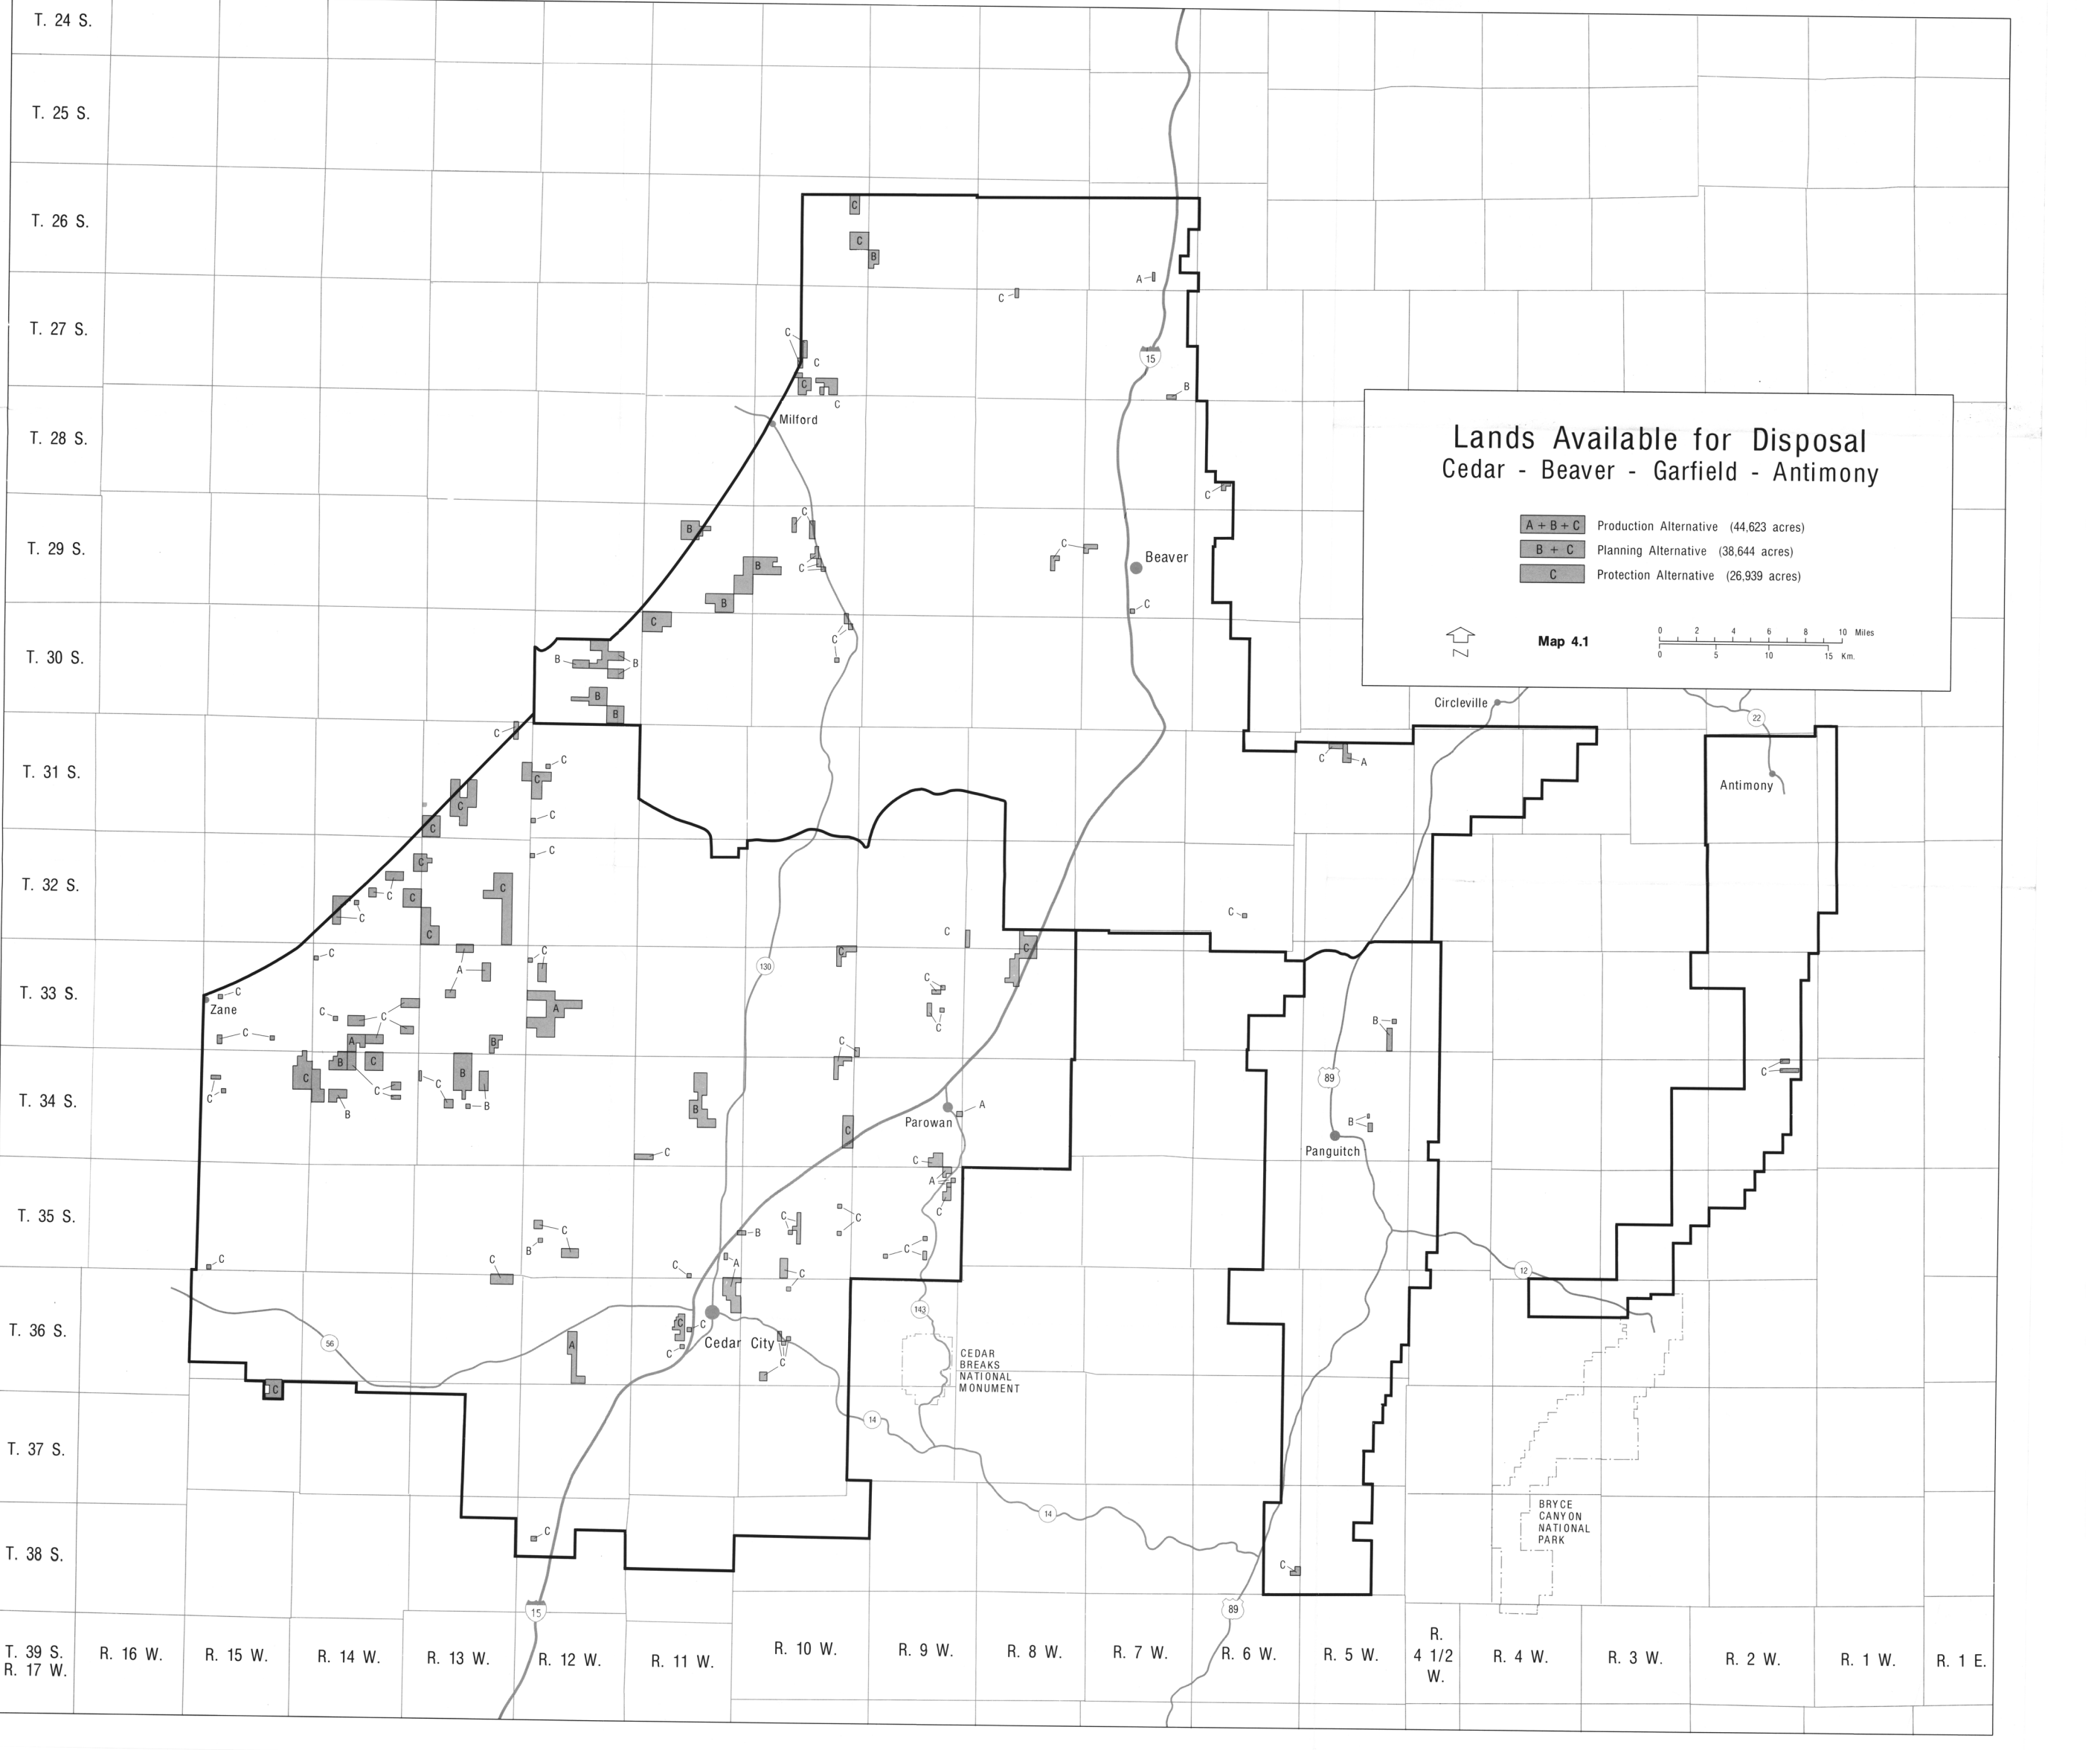 T. 24 S.
T. 25 S.
T. 26 S.
C
C
B
A
C
T. 27 S.
C
C
15
C
B
C
Lands Available for Disposal
Cedar - Beaver - Garfield - Antimony
A + B + C Production Alternative (44,623 acres)
B + C Planning Alternative (38,644 acres)
C Protection Alternative (26,939 acres)
N
Map 4.1
0 2 4 6 8 10 Miles
0 5 10 15 Km.
Milford
T. 28 S.
C
C
B
T. 29 S.
C
Beaver
B
C
B
C
C
C
T. 30 S.
B
B
B
B
Circleville
22
C
T. 31 S.
C
C
A
Antimony
C
C
C
C
C
T. 32 S.
C
C
C
C
C
C
C
C
C
C
C
C
130
A
C
T. 33 S.
C
Zane
A
C
C
C
C
B
A
B
C
B
C
C
B
C
C
C
89
C
T. 34 S.
C
C
B
B
B
A
Parowan
C
B
Panguitch
C
C
A
C
T. 35 S.
C
C
B
B
C
C
C
C
A
C
C
12
143
T. 36 S.
56
C
C
A
Cedar City
C
C
CEDAR
BREAKS
NATIONAL
MONUMENT
C
14
T. 37 S.
14
BRYCE
CANYON
NATIONAL
PARK
T. 38 S.
C
C
15
89
T. 39 S.
R. 17 W.
R. 16 W.
R. 15 W.
R. 14 W.
R. 13 W.
R. 12 W.
R. 11 W.
R. 10 W.
R. 9 W.
R. 8 W.
R. 7 W.
R. 6 W.
R. 5 W.
R.
4 1/2
W.
R. 4 W.
R. 3 W.
R. 2 W.
R. 1 W.
R. 1 E.